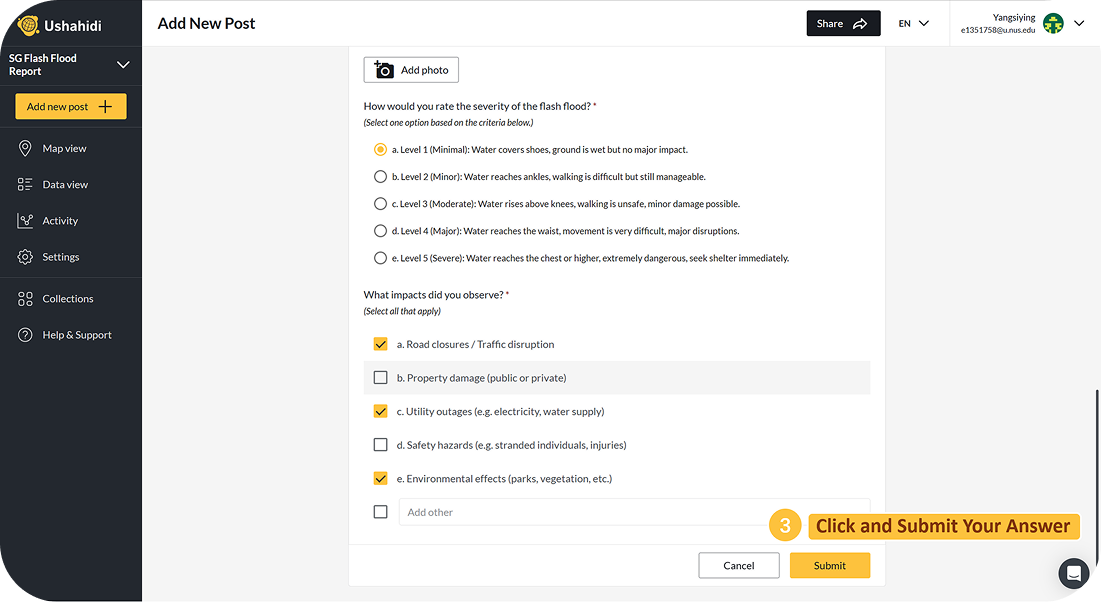 Ushahidi
Add New Post
Share
EN
Yangsiying
e1351758@u.nus.edu
SG Flash Flood
Report
Add new post
Map view
Data view
Activity
Settings
Collections
Help & Support
Add photo
How would you rate the severity of the flash flood? *
(Select one option based on the criteria below.)
a. Level 1 (Minimal): Water covers shoes, ground is wet but no major impact.
b. Level 2 (Minor): Water reaches ankles, walking is difficult but still manageable.
c. Level 3 (Moderate): Water rises above knees, walking is unsafe, minor damage possible.
d. Level 4 (Major): Water reaches the waist, movement is very difficult, major disruptions.
e. Level 5 (Severe): Water reaches the chest or higher, extremely dangerous, seek shelter immediately.
What impacts did you observe? *
(Select all that apply)
a. Road closures / Traffic disruption
b. Property damage (public or private)
c. Utility outages (e.g. electricity, water supply)
d. Safety hazards (e.g. stranded individuals, injuries)
e. Environmental effects (parks, vegetation, etc.)
Add other
3 Click and Submit Your Answer
Cancel
Submit